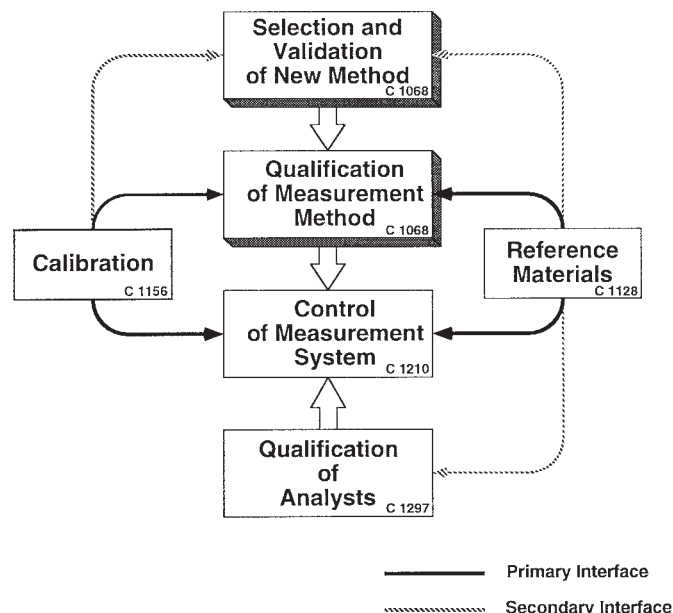 Selection and
Validation
of New Method
C 1068
Qualification
of Measurement
Method
C 1068
Calibration
C 1156
Reference
Materials
C 1128
Control
of Measurement
System
C 1210
Qualification
of
Analysts
C 1297
Primary Interface
Secondary Interface